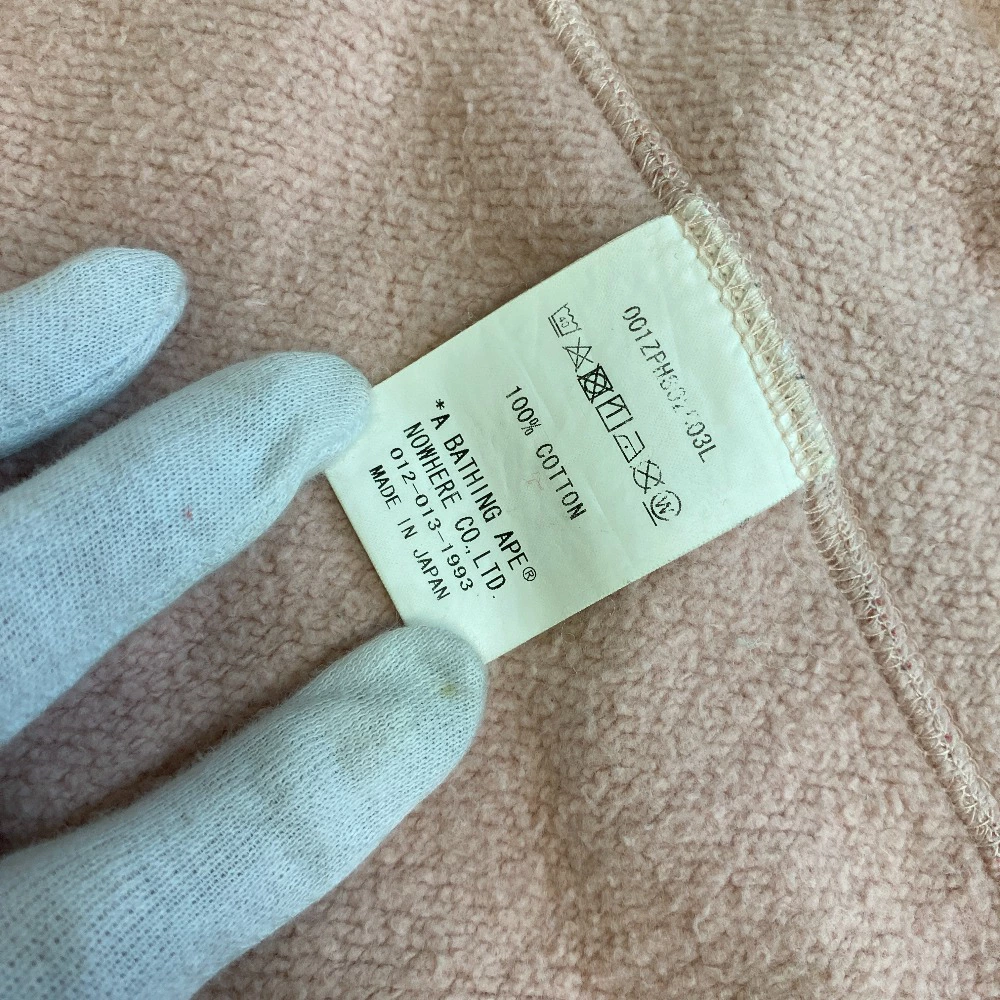 100% COTTON
*A BATHING APE®
NOWHERE CO., LTD.
012-013-1993
MADE IN JAPAN